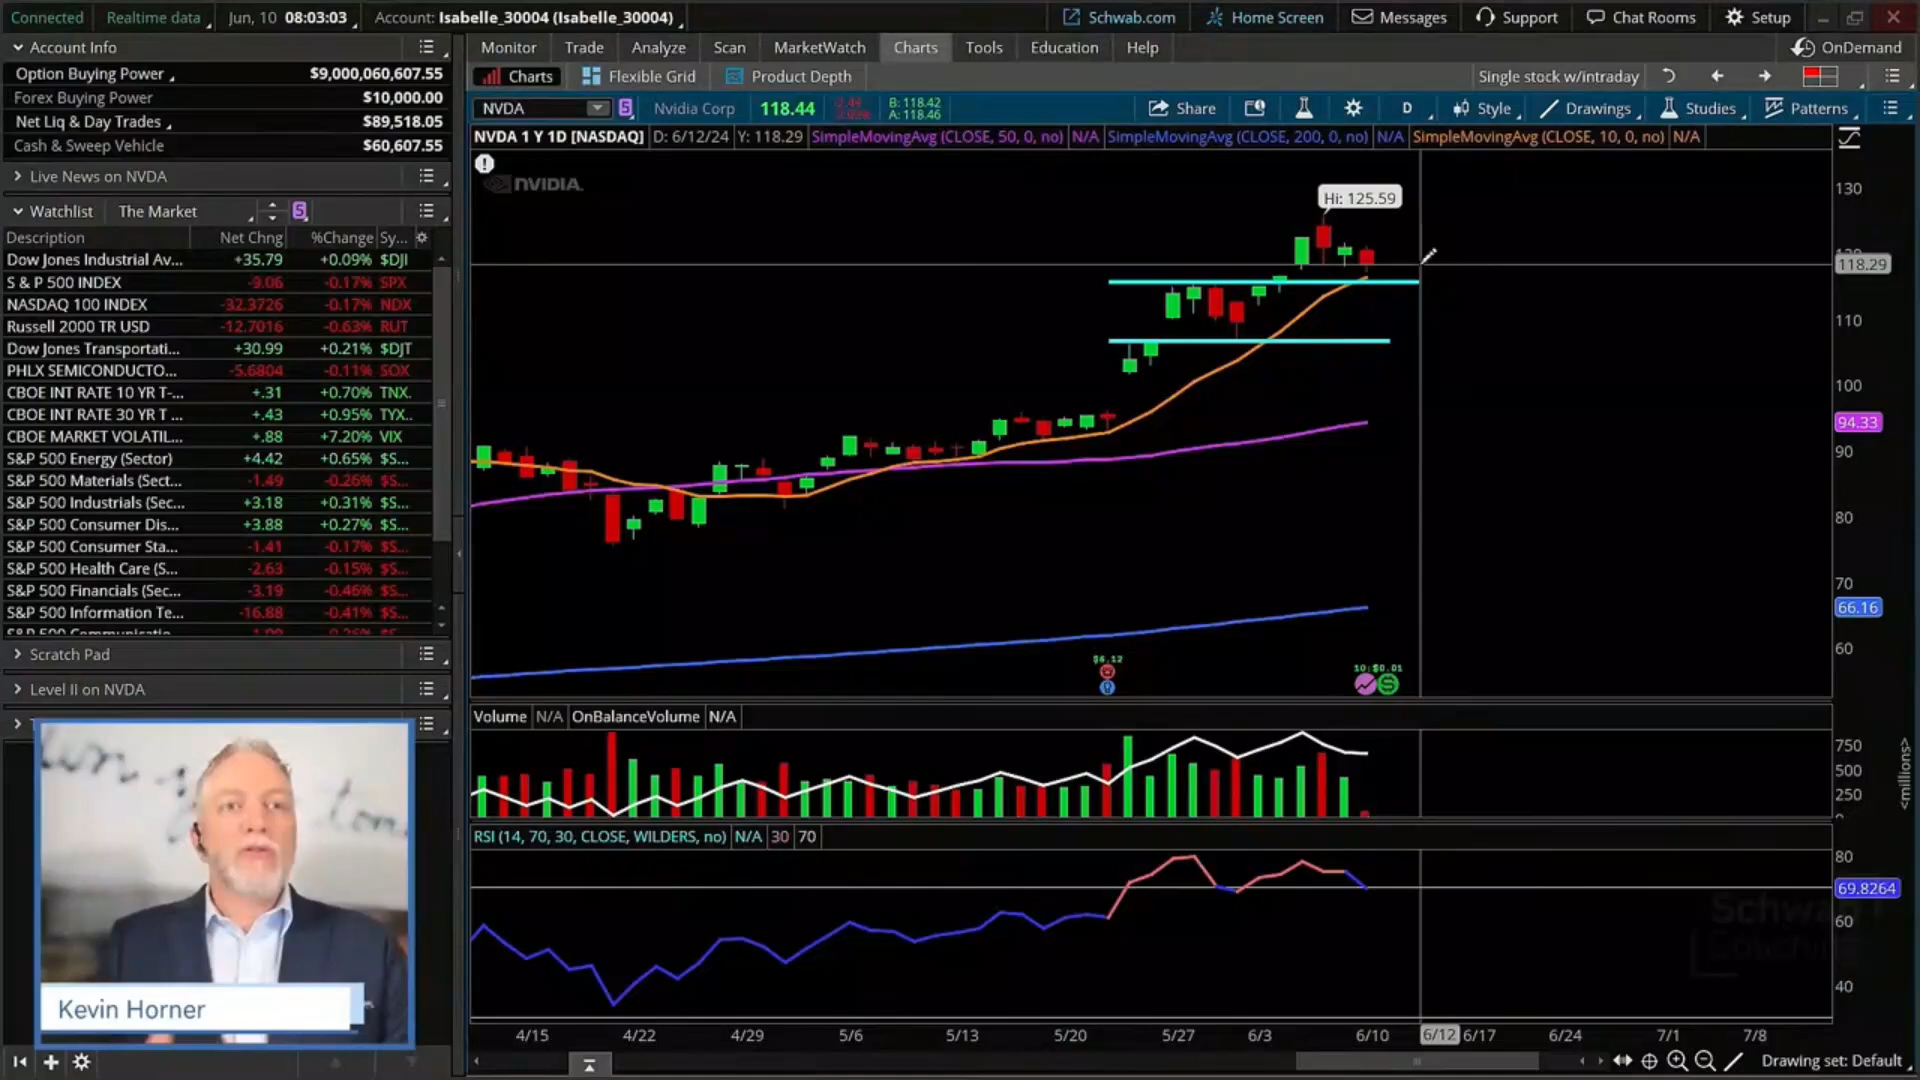 Connected
Realtime data
Jun, 10 08:03:03
Account: Isabelle_30004 (Isabelle_30004)
Schwab.com
Home Screen
Messages
Support
Chat Rooms
Setup
Account Info
Option Buying Power $9,000,060,607.55
Forex Buying Power $10,000.00
Net Liq & Day Trades $89,518.05
Cash & Sweep Vehicle $60,607.55
Live News on NVDA
Watchlist The Market 5
Description Net Chng %Change Sy...
Dow Jones Industrial Av... +35.79 +0.09% $DJI
S & P 500 INDEX -9.06 -0.17% SPX
NASDAQ 100 INDEX -32.3726 -0.17% NDX
Russell 2000 TR USD -12.7016 -0.63% RUT
Dow Jones Transportati... +30.99 +0.21% $DJT
PHLX SEMICONDUCTO... -5.6804 -0.11% SOX
CBOE INT RATE 10 YR T-... +.31 +0.70% TNX.
CBOE INT RATE 30 YR T ... +.43 +0.95% TYX..
CBOE MARKET VOLATIL... +.88 +7.20% VIX
S&P 500 Energy (Sector) +4.42 +0.65% $S...
S&P 500 Materials (Sect... -1.49 -0.26% $S...
S&P 500 Industrials (Sec... +3.18 +0.31% $S...
S&P 500 Consumer Dis... +3.88 +0.27% $S...
S&P 500 Consumer Sta... -1.41 -0.17% $S...
S&P 500 Health Care (S... -2.63 -0.15% $S...
S&P 500 Financials (Sec... -3.19 -0.46% $S...
S&P 500 Information Te... -16.88 -0.41% $S...
Scratch Pad
Level II on NVDA
Kevin Horner
Monitor Trade Analyze Scan MarketWatch Charts Tools Education Help
OnDemand
Charts Flexible Grid Product Depth
Single stock w/intraday
NVDA 5 Nvidia Corp 118.44
B: 118.42
A: 118.46
Share D Style Drawings Studies Patterns
NVDA 1 Y 1D [NASDAQ] D: 6/12/24 Y: 118.29 SimpleMovingAvg (CLOSE, 50, 0, no) N/A SimpleMovingAvg (CLOSE, 200, 0, no) N/A SimpleMovingAvg (CLOSE, 10, 0, no) N/A
NVIDIA.
Hi: 125.59
130
118.29
110
100
94.33
90
80
70
66.16
60
$6.12
10:$0.01
Volume N/A OnBalanceVolume N/A
750
500
250
<millions>
RSI (14, 70, 30, CLOSE, WILDERS, no) N/A 30 70
80
69.8264
60
40
4/15 4/22 4/29 5/6 5/13 5/20 5/27 6/3 6/10 6/12 6/17 6/24 7/1 7/8
Drawing set: Default